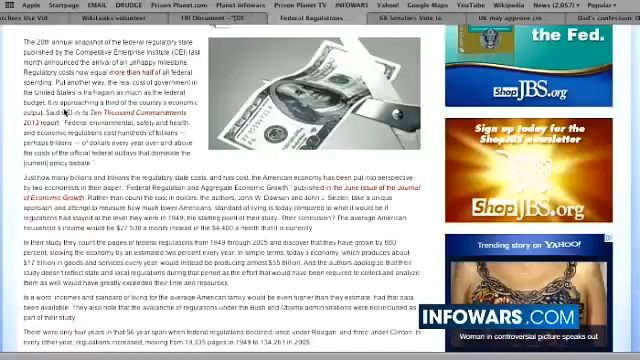 Apple Startpage EMAIL DRUDGE Prison Planet.com Planet Infowars Prison Planet TV INFOWARS Yahoo! Google Maps YouTube Wikipedia News (2,057) Popular
WikiLeaks volunteer
FBI Document —"[DE
Federal Regulations
68 Senators Vote to.
UK may approve cre
Dad's confession: D
The 20th annual snapshot of the federal regulatory state
published by the Competitive Enterprise Institute (CEI) last
month announced the arrival of an unhappy milestone.
Regulatory costs now equal more than half of all federal
spending. Put another way, the real cost of government in
the United States is half-again as much as the federal
budget. It is approaching a third of the country's economic
output. Said CEI in its Ten Thousand Commandments
2013 report, "Federal environmental, safety and health,
and economic regulations cost hundreds of billions —
perhaps trillions — of dollars every year over and above
the costs of the official federal outlays that dominate the
[current] policy debate."
Just how many billions and trillions the regulatory state costs, and has cost, the American economy has been put into perspective
by two economists in their paper, "Federal Regulation and Aggregate Economic Growth," published in the June issue of the Journal
of Economic Growth. Rather than count the cost in dollars, the authors, John W. Dawson and John J. Seater, take a unique
approach and attempt to measure how much lower Americans' standard of living today is compared to what it would be if
regulations had stayed at the level they were in 1949, the starting point of their study. Their conclusion? The average American
household's income would be $277,500 a month instead of the $4,400 a month that it is currently
In their study they count the pages of federal regulations from 1949 through 2005 and discover that they have grown by 600
percent, slowing the economy by an estimated two percent every year. In simple terms, today's economy, which produces about
$17 trillion in goods and services every year, would instead be producing almost $55 trillion. And the authors apologize that their
study doesn't reflect state and local regulations during that period as the effort that would have been required to collect and analyze
them as well would have greatly exceeded their time and resources
In a word: incomes and standard of living for the average American family would be even higher than they estimate, had that data
been available. They also note that the avalanche of regulations under the Bush and Obama administrations were not included as
part of their study
There were only four years in that 56-year span when federal regulations declined: once under Reagan, and three under Clinton. In
every other year, regulations increased, moving from 19,335 pages in 1949 to 134,261 in 2005.
the Fed.
Shop JBS.org
Sign up today for the
ShopJBS newsletter
ShopJBS.org
Trending story on YAHOO!
INFOWARS.COM
Woman in controversial picture speaks out